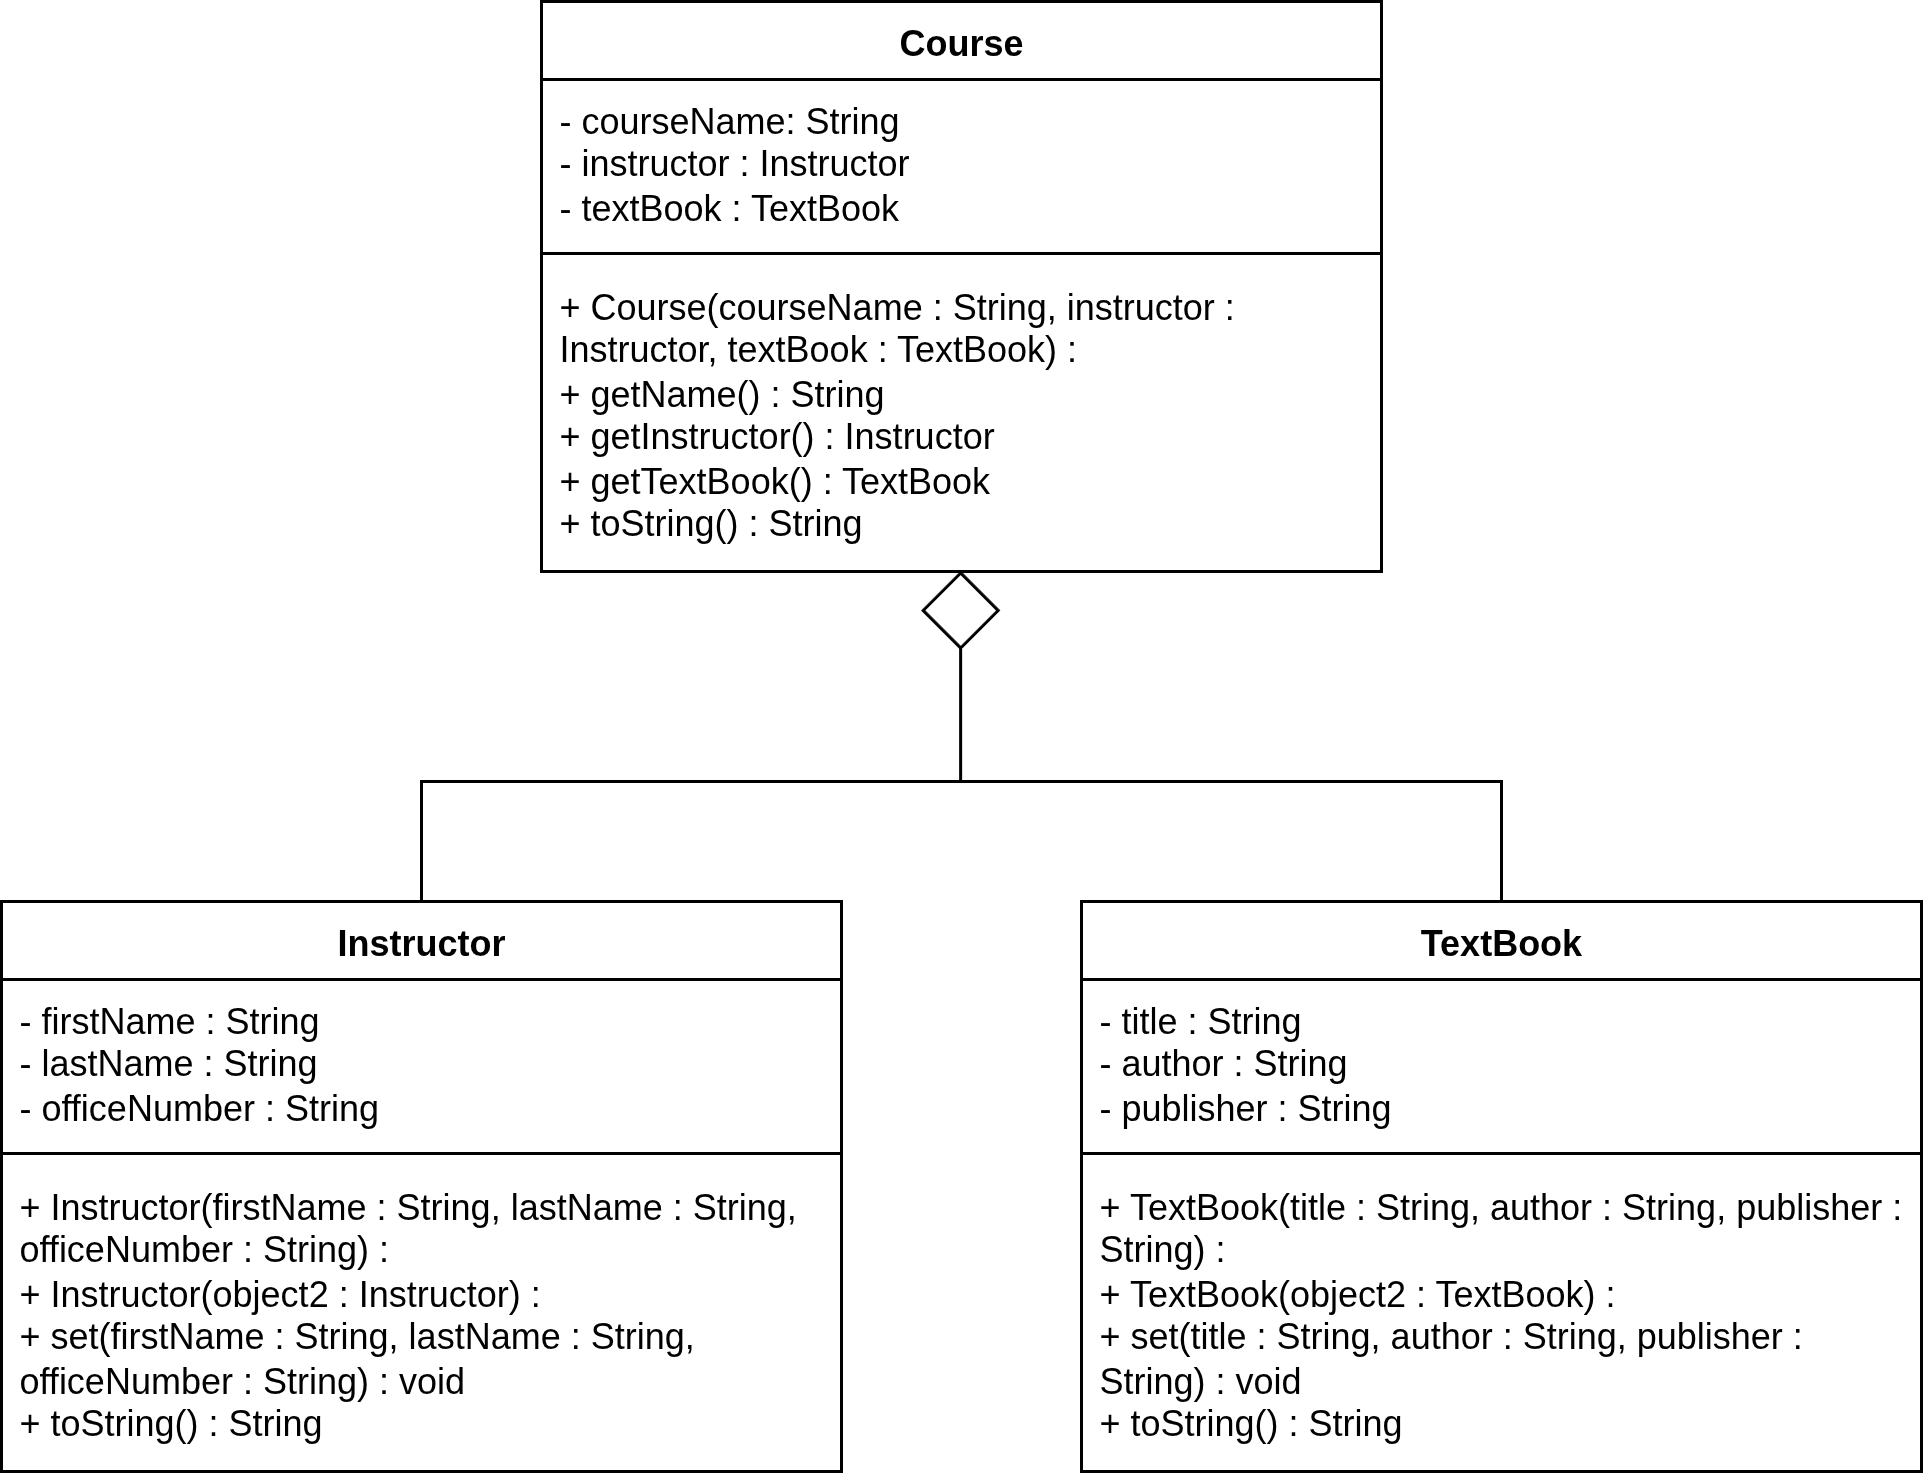 Course
- courseName: String
- instructor : Instructor
- textBook : TextBook
+ Course(courseName : String, instructor :
Instructor, textBook : TextBook) :
+ getName() : String
+ getInstructor() : Instructor
+ getTextBook() : TextBook
+ toString() : String
Instructor
- firstName : String
- lastName : String
- officeNumber : String
+ Instructor(firstName : String, lastName : String,
officeNumber : String) :
+ Instructor(object2 : Instructor) :
+ set(firstName : String, lastName : String,
officeNumber : String) : void
+ toString() : String
TextBook
- title : String
- author : String
- publisher : String
+ TextBook(title : String, author : String, publisher :
String) :
+ TextBook(object2 : TextBook) :
+ set(title : String, author : String, publisher :
String) : void
+ toString() : String